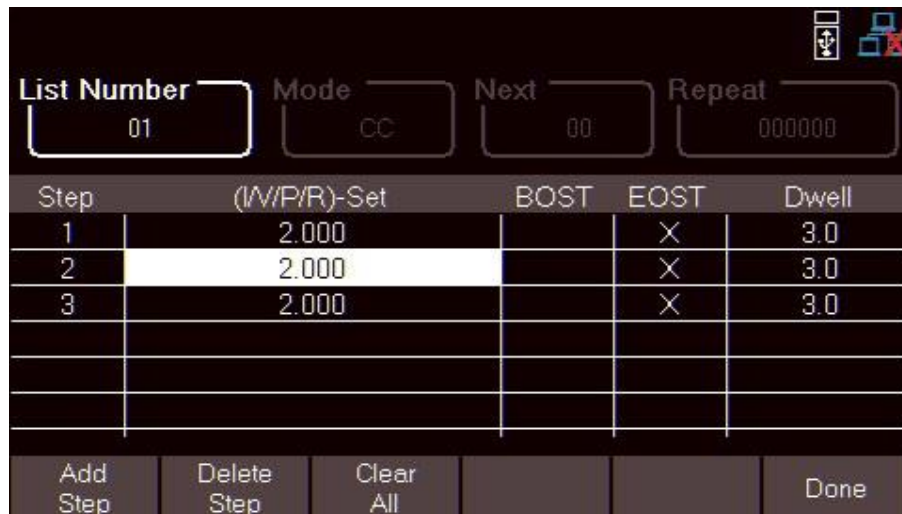 List Number Mode Next Repeat
01 CC 00 000000
Step (I/V/P/R)-Set BOST EOST Dwell
1 2.000 X 3.0
2 2.000 X 3.0
3 2.000 X 3.0
Add Step Delete Step Clear All Done